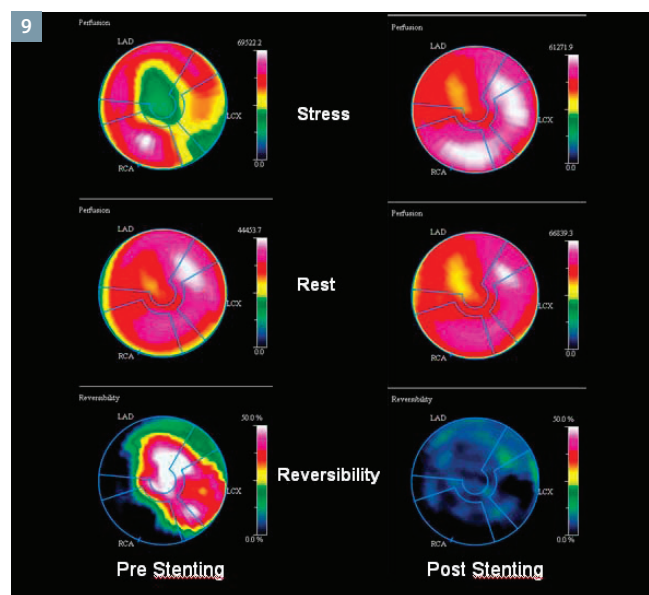 9
Perfusion
LAD
69522.2
LCX
RCA
0.0
Stress
Perfusion
LAD
61271.9
LCX
RCA
0.0
Perfusion
LAD
44453.7
LCX
RCA
0.0
Rest
Perfusion
LAD
66839.3
LCX
RCA
0.0
Reversibility
LAD
50.0 %
LCX
RCA
0.0 %
Reversibility
Reversibility
LAD
50.0 %
LCX
RCA
0.0 %
Pre Stenting
Post Stenting